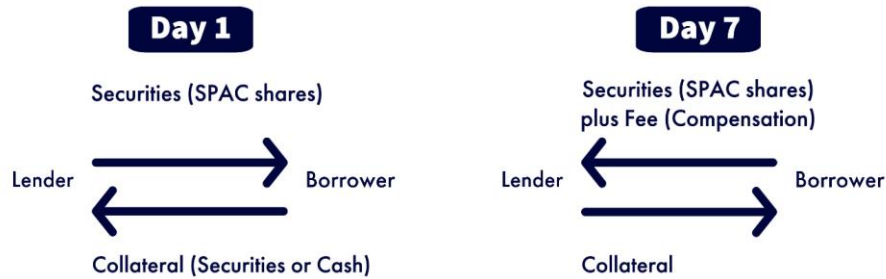 Day 1
Securities (SPAC shares)
Lender
Borrower
Collateral (Securities or Cash)
Day 7
Securities (SPAC shares)
plus Fee (Compensation)
Lender
Borrower
Collateral